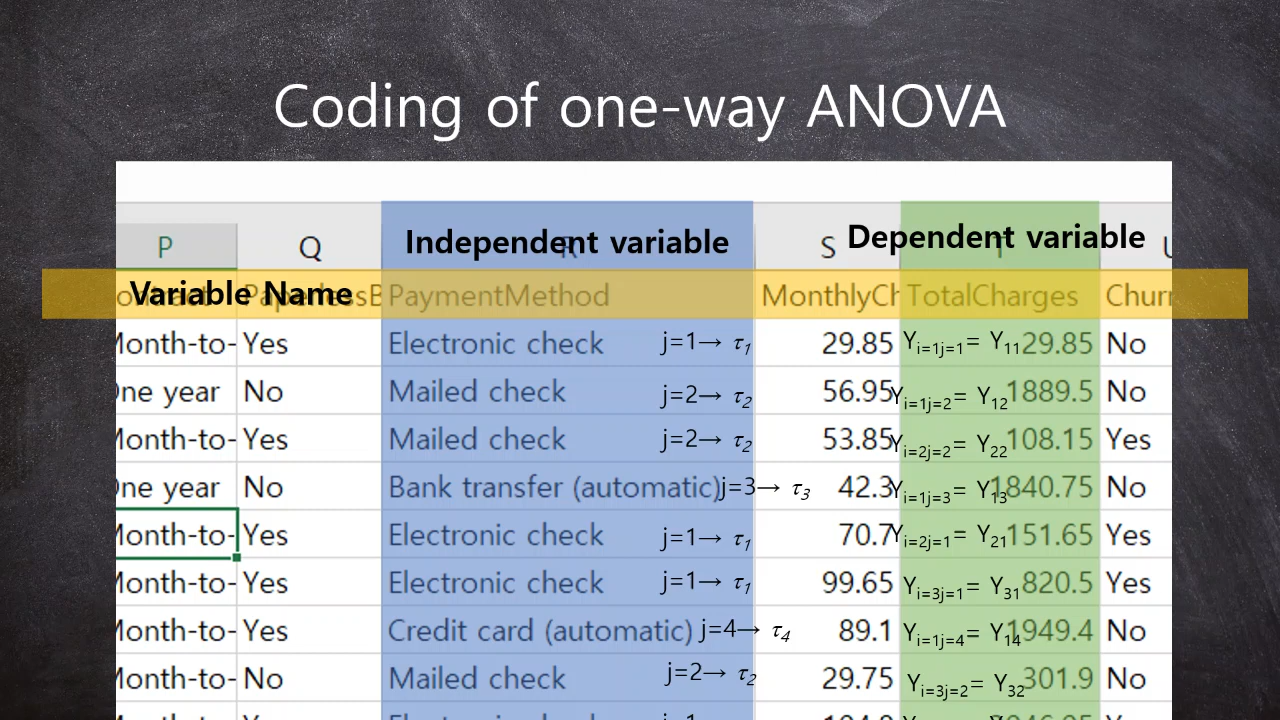 Coding of one-way ANOVA
P Q Independent variable S Dependent variable
Variable Name PaymentMethod MonthlyCh TotalCharges Churr
Month-to- Yes Electronic check j=1→ τ1 29.85 Yi=1j=1= Y11 29.85 No
One year No Mailed check j=2→ τ2 56.95 Yi=1j=2= Y12 1889.5 No
Month-to- Yes Mailed check j=2→ τ2 53.85 Yi=2j=2= Y22 108.15 Yes
One year No Bank transfer (automatic) j=3→ τ3 42.3 Yi=1j=3= Y13 1840.75 No
Month-to- Yes Electronic check j=1→ τ1 70.7 Yi=2j=1= Y21 151.65 Yes
Month-to- Yes Electronic check j=1→ τ1 99.65 Yi=3j=1= Y31 820.5 Yes
Month-to- Yes Credit card (automatic) j=4→ τ4 89.1 Yi=1j=4= Y14 1949.4 No
Month-to- No Mailed check j=2→ τ2 29.75 Yi=3j=2= Y32 301.9 No